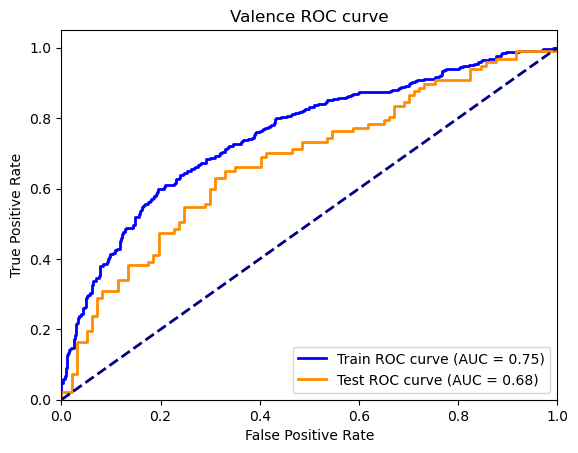 Valence ROC curve
True Positive Rate
1.0
0.8
0.6
0.4
0.2
0.0
Train ROC curve (AUC = 0.75)
Test ROC curve (AUC = 0.68)
0.0 0.2 0.4 0.6 0.8 1.0
False Positive Rate